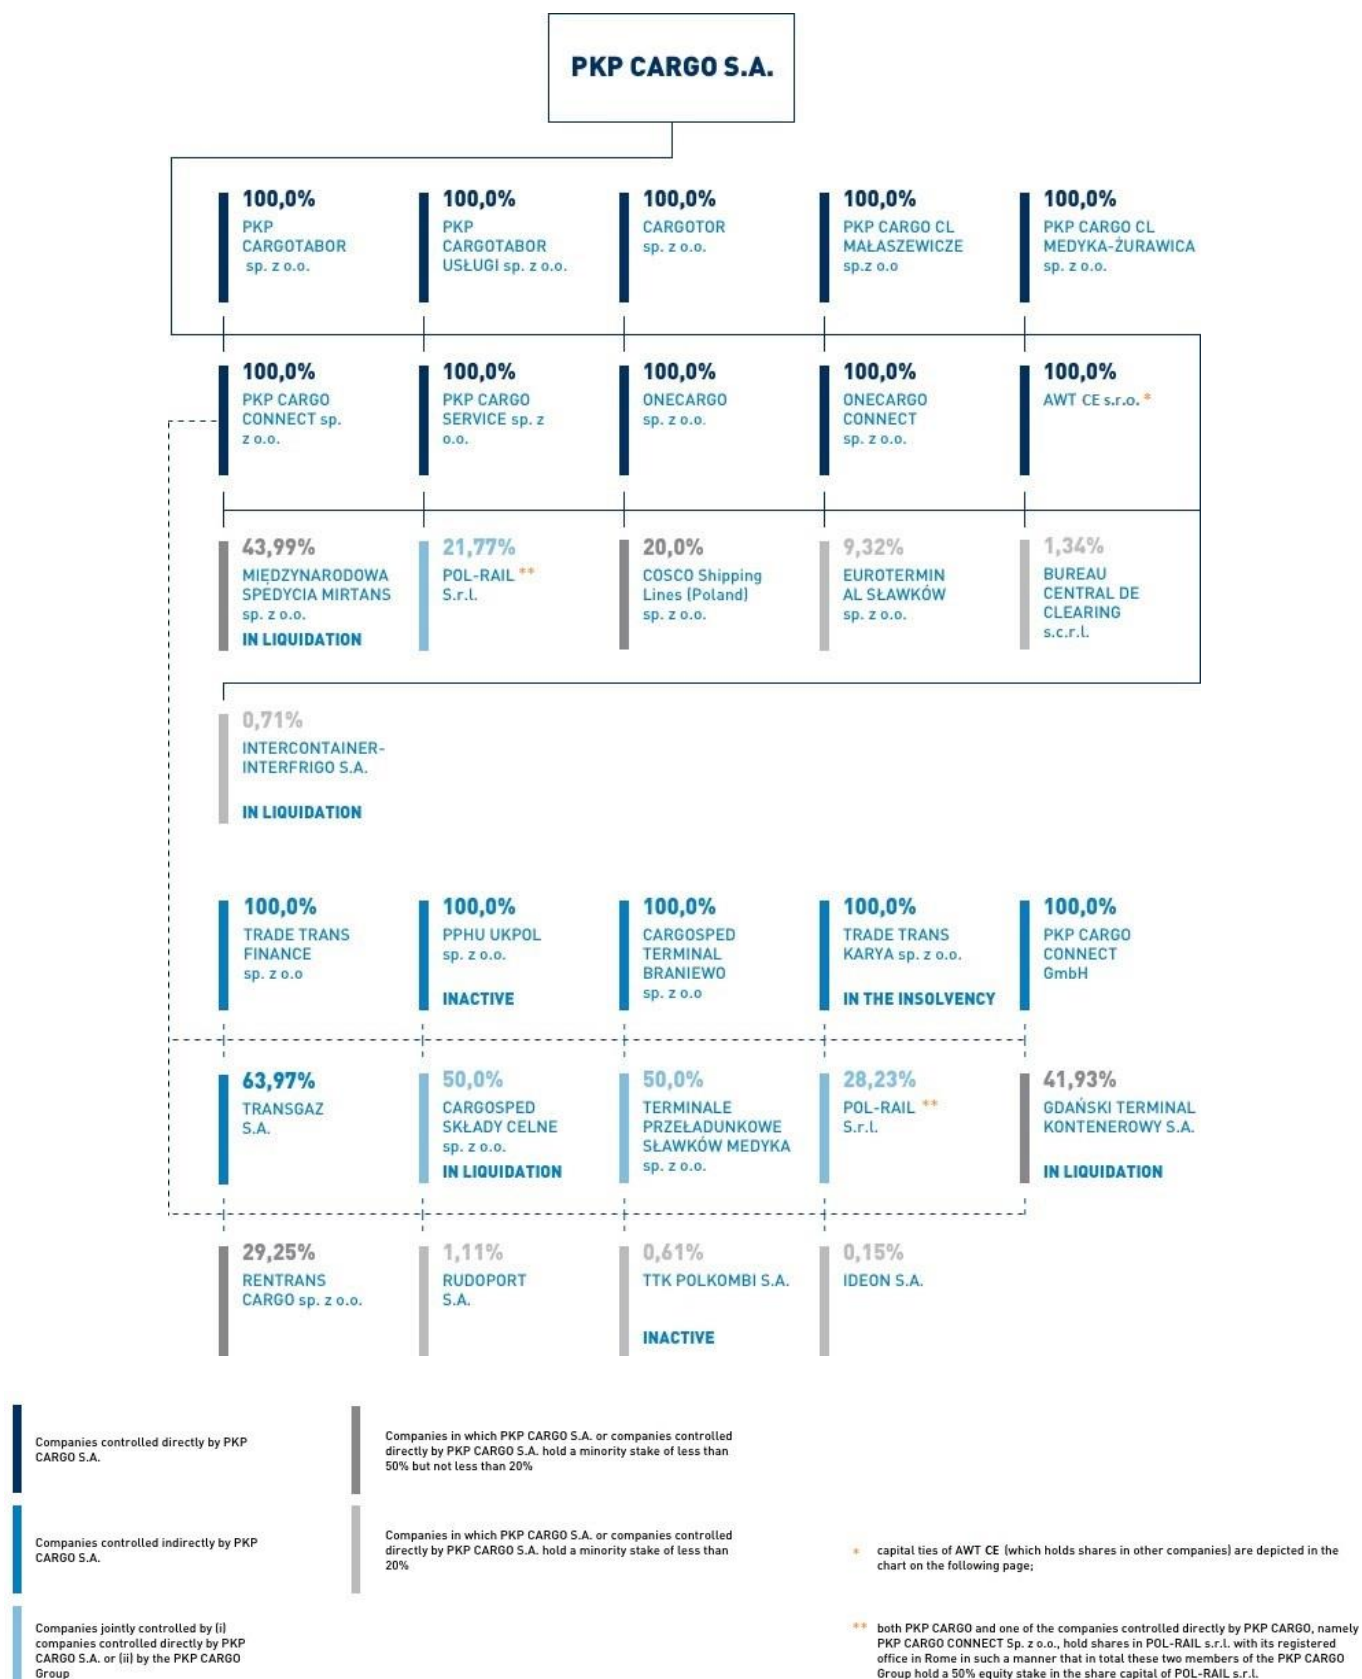 PKP CARGO S.A.
100,0%
PKP
CARGOTABOR
sp. z o.o.
100,0%
PKP
CARGOTABOR
USŁUGI sp. z o.o.
100,0%
CARGOTOR
sp. z o.o.
100,0%
PKP CARGO CL
MAŁASZEWICZE
sp.z o.o
100,0%
PKP CARGO CL
MEDYKA-ŻURAWICA
sp. z o.o.
100,0%
PKP CARGO
CONNECT sp.
z o.o.
100,0%
PKP CARGO
SERVICE sp. z
o.o.
100,0%
ONECARGO
sp. z o.o.
100,0%
ONECARGO
CONNECT
sp. z o.o.
100,0%
AWT CE s.r.o. *
43,99%
MIĘDZYNARODOWA
SPEDYCIA MIRTANS
sp. z o.o.
IN LIQUIDATION
21,77%
POL-RAIL **
S.r.l.
20,0%
COSCO Shipping
Lines (Poland)
sp. z o.o.
9,32%
EUROTERMIN
AL SŁAWKÓW
sp. z o.o.
1,34%
BUREAU
CENTRAL DE
CLEARING
s.c.r.l.
0,71%
INTERCONTAINER-
INTERFRIGO S.A.
IN LIQUIDATION
100,0%
TRADE TRANS
FINANCE
sp. z o.o
100,0%
PPHU UKPOL
sp. z o.o.
INACTIVE
100,0%
CARGOSPED
TERMINAL
BRANIEWO
sp. z o.o
100,0%
TRADE TRANS
KARYA sp. z o.o.
IN THE INSOLVENCY
100,0%
PKP CARGO
CONNECT
GmbH
63,97%
TRANSGAZ
S.A.
50,0%
CARGOSPED
SKŁADY CELNE
sp. z o.o.
IN LIQUIDATION
50,0%
TERMINALE
PRZEŁADUNKOWE
SŁAWKÓW MEDYKA
sp. z o.o.
28,23%
POL-RAIL **
S.r.l.
41,93%
GDAŃSKI TERMINAL
KONTENEROWY S.A.
IN LIQUIDATION
29,25%
RENTRANS
CARGO sp. z o.o.
1,11%
RUDOPORT
S.A.
0,61%
TTK POLKOMBI S.A.
INACTIVE
0,15%
IDEON S.A.
Companies controlled directly by PKP
CARGO S.A.
Companies controlled indirectly by PKP
CARGO S.A.
Companies jointly controlled by (i)
companies controlled directly by PKP
CARGO S.A. or (ii) by the PKP CARGO
Group
Companies in which PKP CARGO S.A. or companies controlled
directly by PKP CARGO S.A. hold a minority stake of less than
50% but not less than 20%
Companies in which PKP CARGO S.A. or companies controlled
directly by PKP CARGO S.A. hold a minority stake of less than
20%
* capital ties of AWT CE (which holds shares in other companies) are depicted in the
chart on the following page;
** both PKP CARGO and one of the companies controlled directly by PKP CARGO, namely
PKP CARGO CONNECT Sp. z o.o., hold shares in POL-RAIL s.r.l. with its registered
office in Rome in such a manner that in total these two members of the PKP CARGO
Group hold a 50% equity stake in the share capital of POL-RAIL s.r.l.